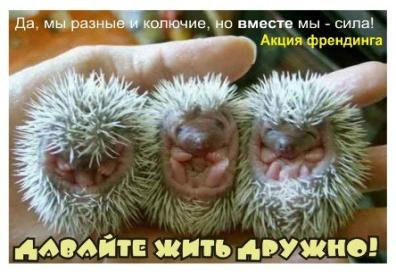 Да, мы разные и колючие, но вместе мы - сила!
Акция френдинга
ДАВАЙТЕ ЖИТЬ ДРУЖНО!